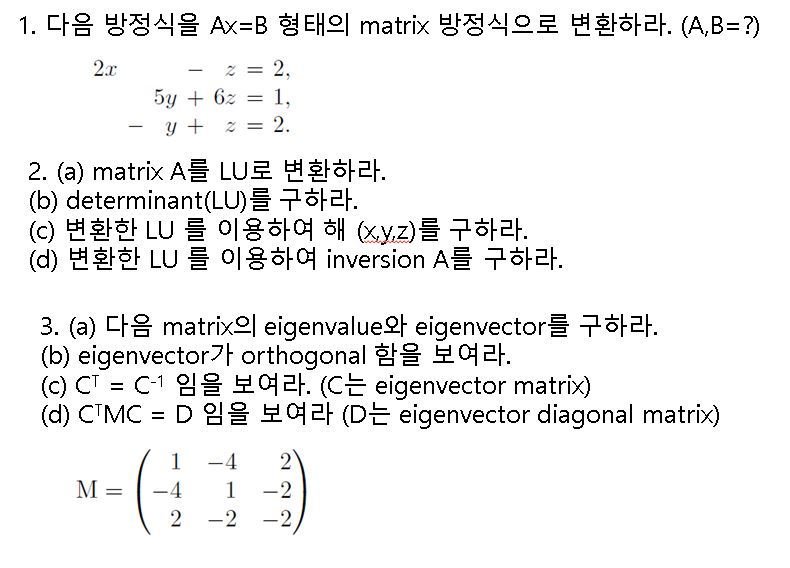 1. 다음 방정식을 Ax=B 형태의 matrix 방정식으로 변환하라. (A,B=?)
2x - z = 2,
5y + 6z = 1,
- y + z = 2.
2. (a) matrix A를 LU로 변환하라.
(b) determinant(LU)를 구하라.
(c) 변환한 LU 를 이용하여 해 (x,y,z)를 구하라.
(d) 변환한 LU 를 이용하여 inversion A를 구하라.
3. (a) 다음 matrix의 eigenvalue와 eigenvector를 구하라.
(b) eigenvector가 orthogonal 함을 보여라.
(c) Cᵀ = C⁻¹ 임을 보여라. (C는 eigenvector matrix)
(d) CᵀMC = D 임을 보여라 (D는 eigenvector diagonal matrix)
1 -4 2
M = -4 1 -2
2 -2 -2